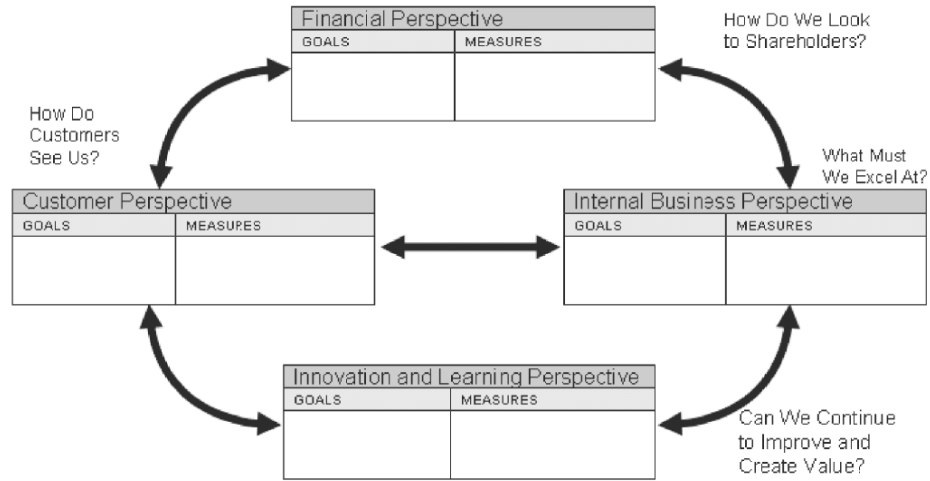 Financial Perspective
GOALS MEASURES
How Do We Look
to Shareholders?
How Do
Customers
See Us?
What Must
We Excel At?
Customer Perspective
GOALS MEASURES
Internal Business Perspective
GOALS MEASURES
Innovation and Learning Perspective
GOALS MEASURES
Can We Continue
to Improve and
Create Value?